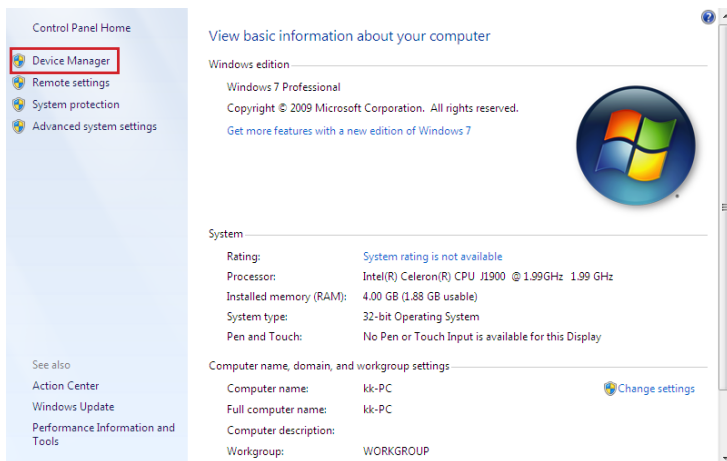 Control Panel Home
Device Manager
Remote settings
System protection
Advanced system settings
See also
Action Center
Windows Update
Performance Information and
Tools
View basic information about your computer
Windows edition
Windows 7 Professional
Copyright © 2009 Microsoft Corporation. All rights reserved.
Get more features with a new edition of Windows 7
System
Rating: System rating is not available
Processor: Intel(R) Celeron(R) CPU J1900 @ 1.99GHz 1.99 GHz
Installed memory (RAM): 4.00 GB (1.88 GB usable)
System type: 32-bit Operating System
Pen and Touch: No Pen or Touch Input is available for this Display
Computer name, domain, and workgroup settings
Computer name: kk-PC Change settings
Full computer name: kk-PC
Computer description:
Workgroup: WORKGROUP